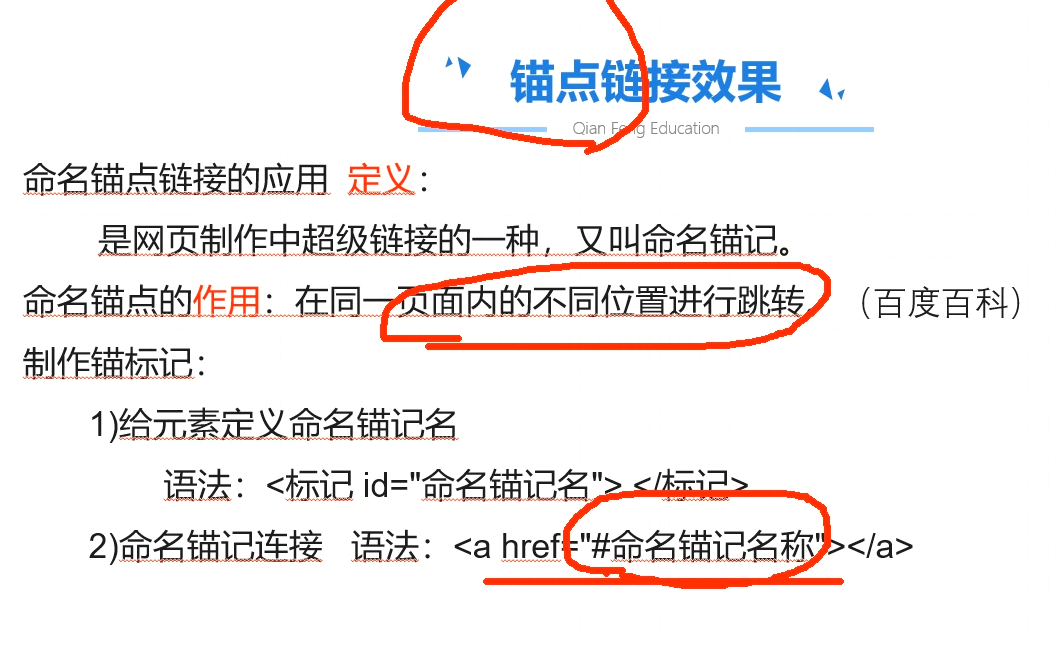 锚点链接效果
Qian Feng Education
命名锚点链接的应用 定义：
是网页制作中超级链接的一种，又叫命名锚记。
命名锚点的作用：在同一页面内的不同位置进行跳转。（百度百科）
制作锚标记：
1)给元素定义命名锚记名
语法：<标记 id="命名锚记名"> </标记>
2)命名锚记连接 语法：<a href="#命名锚记名称"></a>